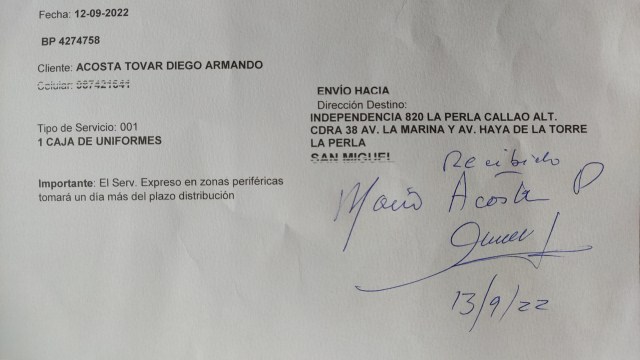 Fecha: 12-09-2022
BP 4274758
Cliente: ACOSTA TOVAR DIEGO ARMANDO
Celular: 987421641
Tipo de Servicio: 001
1 CAJA DE UNIFORMES
Importante: El Serv. Expreso en zonas periféricas
tomará un día más del plazo distribución
ENVÍO HACIA
Dirección Destino:
INDEPENDENCIA 820 LA PERLA CALLAO ALT.
CDRA 38 AV. LA MARINA Y AV. HAYA DE LA TORRE
LA PERLA
SAN MIGUEL
Recibido
Mario Acosta P
13/9/22